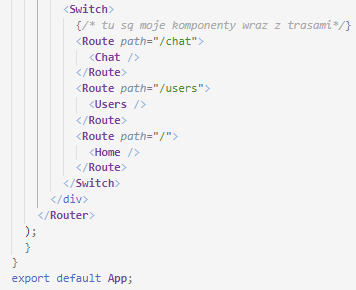 <Switch>
{/* tu są moje komponenty wraz z trasami*/}
<Route path="/chat">
<Chat />
</Route>
<Route path="/users">
<Users />
</Route>
<Route path="/">
<Home />
</Route>
</Switch>
</div>
</Router>
);
}
}
export default App;